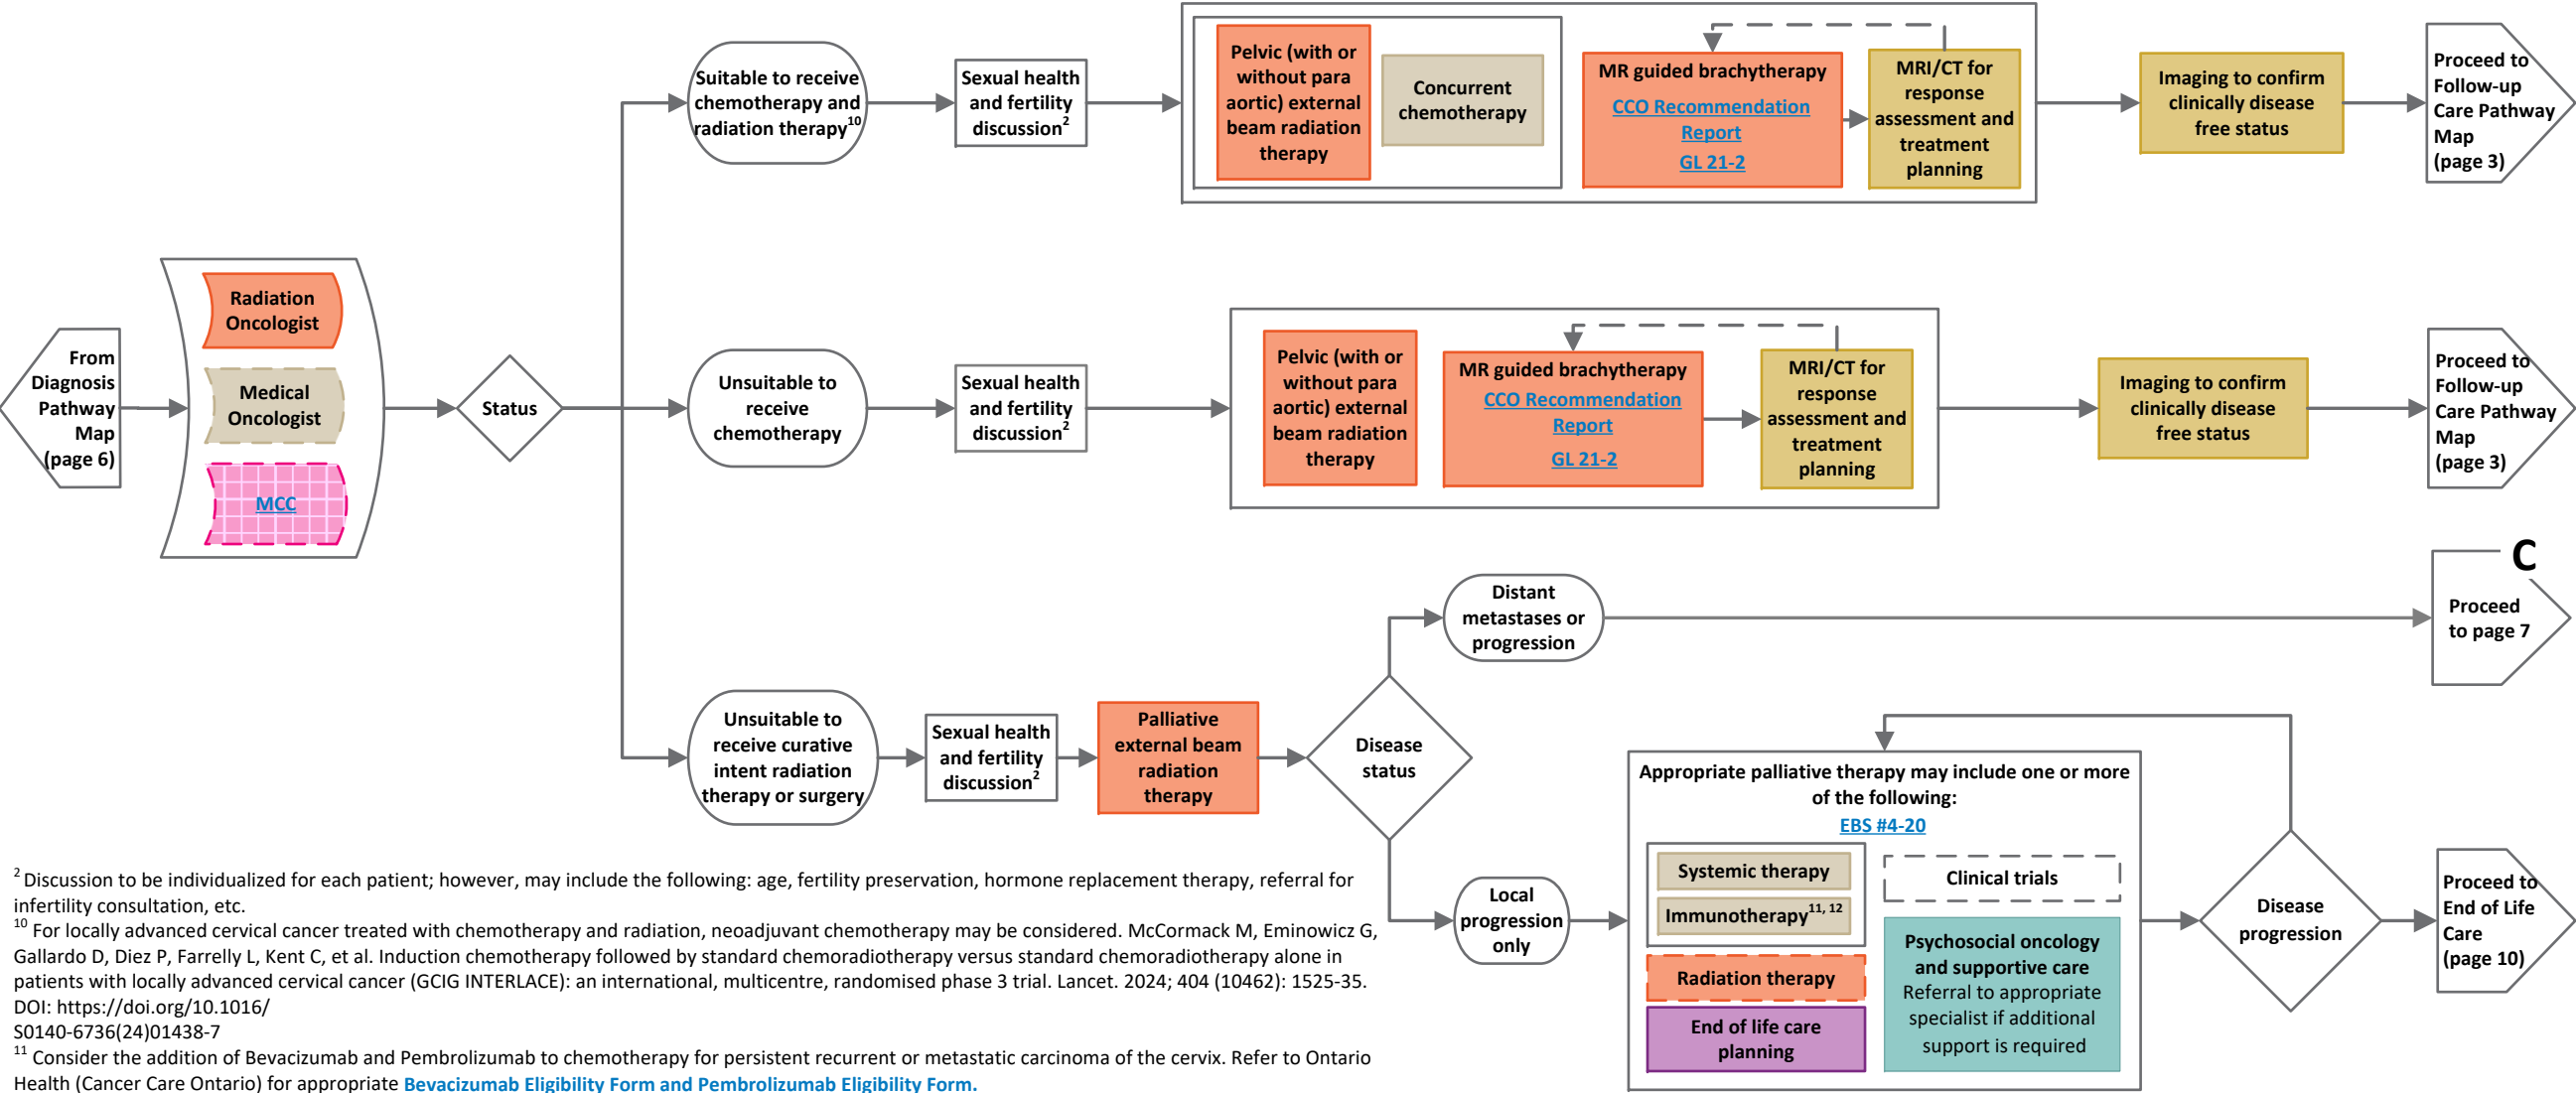 From
Diagnosis
Pathway
Map
(page 6)
Radiation
Oncologist
Medical
Oncologist
MCC
Status
Suitable to receive
chemotherapy and
radiation therapy10
Sexual health
and fertility
discussion2
Pelvic (with or
without para
aortic) external
beam radiation
therapy
Concurrent
chemotherapy
MR guided brachytherapy
CCO Recommendation
Report
GL 21-2
MRI/CT for
response
assessment and
treatment
planning
Imaging to confirm
clinically disease
free status
Proceed to
Follow-up
Care Pathway
Map
(page 3)
Unsuitable to
receive
chemotherapy
Sexual health
and fertility
discussion2
Pelvic (with or
without para
aortic) external
beam radiation
therapy
MR guided brachytherapy
CCO Recommendation
Report
GL 21-2
MRI/CT for
response
assessment and
treatment
planning
Imaging to confirm
clinically disease
free status
Proceed to
Follow-up
Care Pathway
Map
(page 3)
Unsuitable to
receive curative
intent radiation
therapy or surgery
Sexual health
and fertility
discussion2
Palliative
external beam
radiation
therapy
Disease
status
Distant
metastases or
progression
C
Proceed
to page 7
Local
progression
only
Appropriate palliative therapy may include one or more
of the following:
EBS #4-20
Systemic therapy
Immunotherapy11, 12
Radiation therapy
End of life care
planning
Clinical trials
Psychosocial oncology
and supportive care
Referral to appropriate
specialist if additional
support is required
Disease
progression
Proceed to
End of Life
Care
(page 10)
2 Discussion to be individualized for each patient; however, may include the following: age, fertility preservation, hormone replacement therapy, referral for
infertility consultation, etc.
10 For locally advanced cervical cancer treated with chemotherapy and radiation, neoadjuvant chemotherapy may be considered. McCormack M, Eminowicz G,
Gallardo D, Diez P, Farrelly L, Kent C, et al. Induction chemotherapy followed by standard chemoradiotherapy versus standard chemoradiotherapy alone in
patients with locally advanced cervical cancer (GCIG INTERLACE): an international, multicentre, randomised phase 3 trial. Lancet. 2024; 404 (10462): 1525-35.
DOI: https://doi.org/10.1016/
S0140-6736(24)01438-7
11 Consider the addition of Bevacizumab and Pembrolizumab to chemotherapy for persistent recurrent or metastatic carcinoma of the cervix. Refer to Ontario
Health (Cancer Care Ontario) for appropriate Bevacizumab Eligibility Form and Pembrolizumab Eligibility Form.